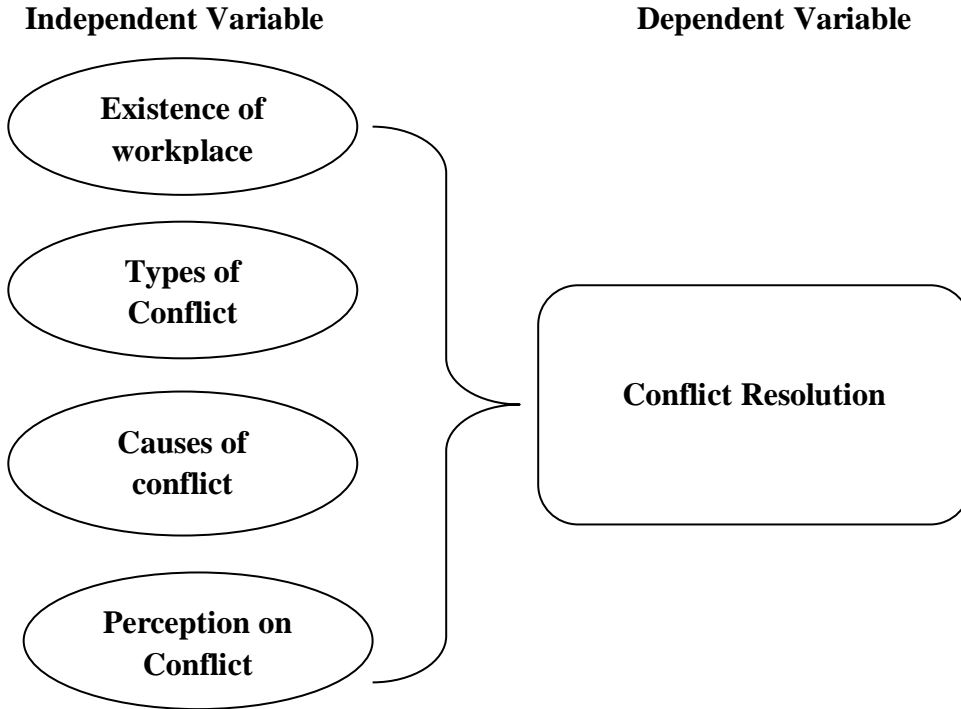 Independent Variable
Dependent Variable
Existence of
workplace
Types of
Conflict
Causes of
conflict
Perception on
Conflict
Conflict Resolution